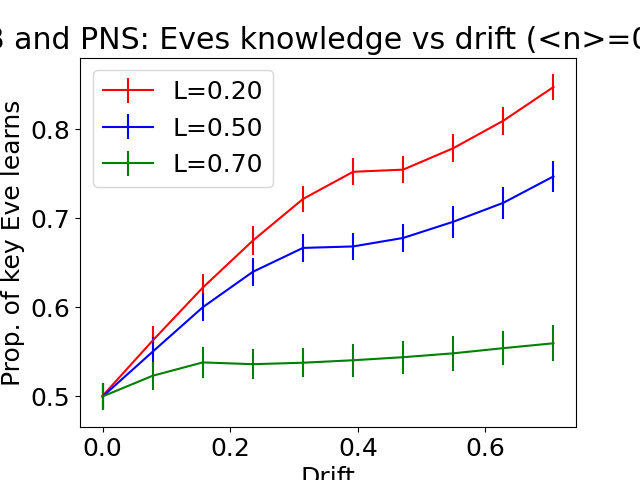 and PNS: Eves knowledge vs drift (<n>=0
L=0.20
L=0.50
L=0.70
Prop. of key Eve learns
0.8
0.7
0.6
0.5
0.0 0.2 0.4 0.6
Drift